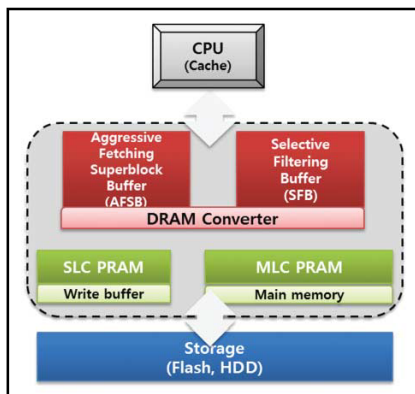 CPU
(Cache)
Aggressive
Fetching
Superblock
Buffer
(AFSB)
Selective
Filtering
Buffer
(SFB)
DRAM Converter
SLC PRAM
Write buffer
MLC PRAM
Main memory
Storage
(Flash, HDD)